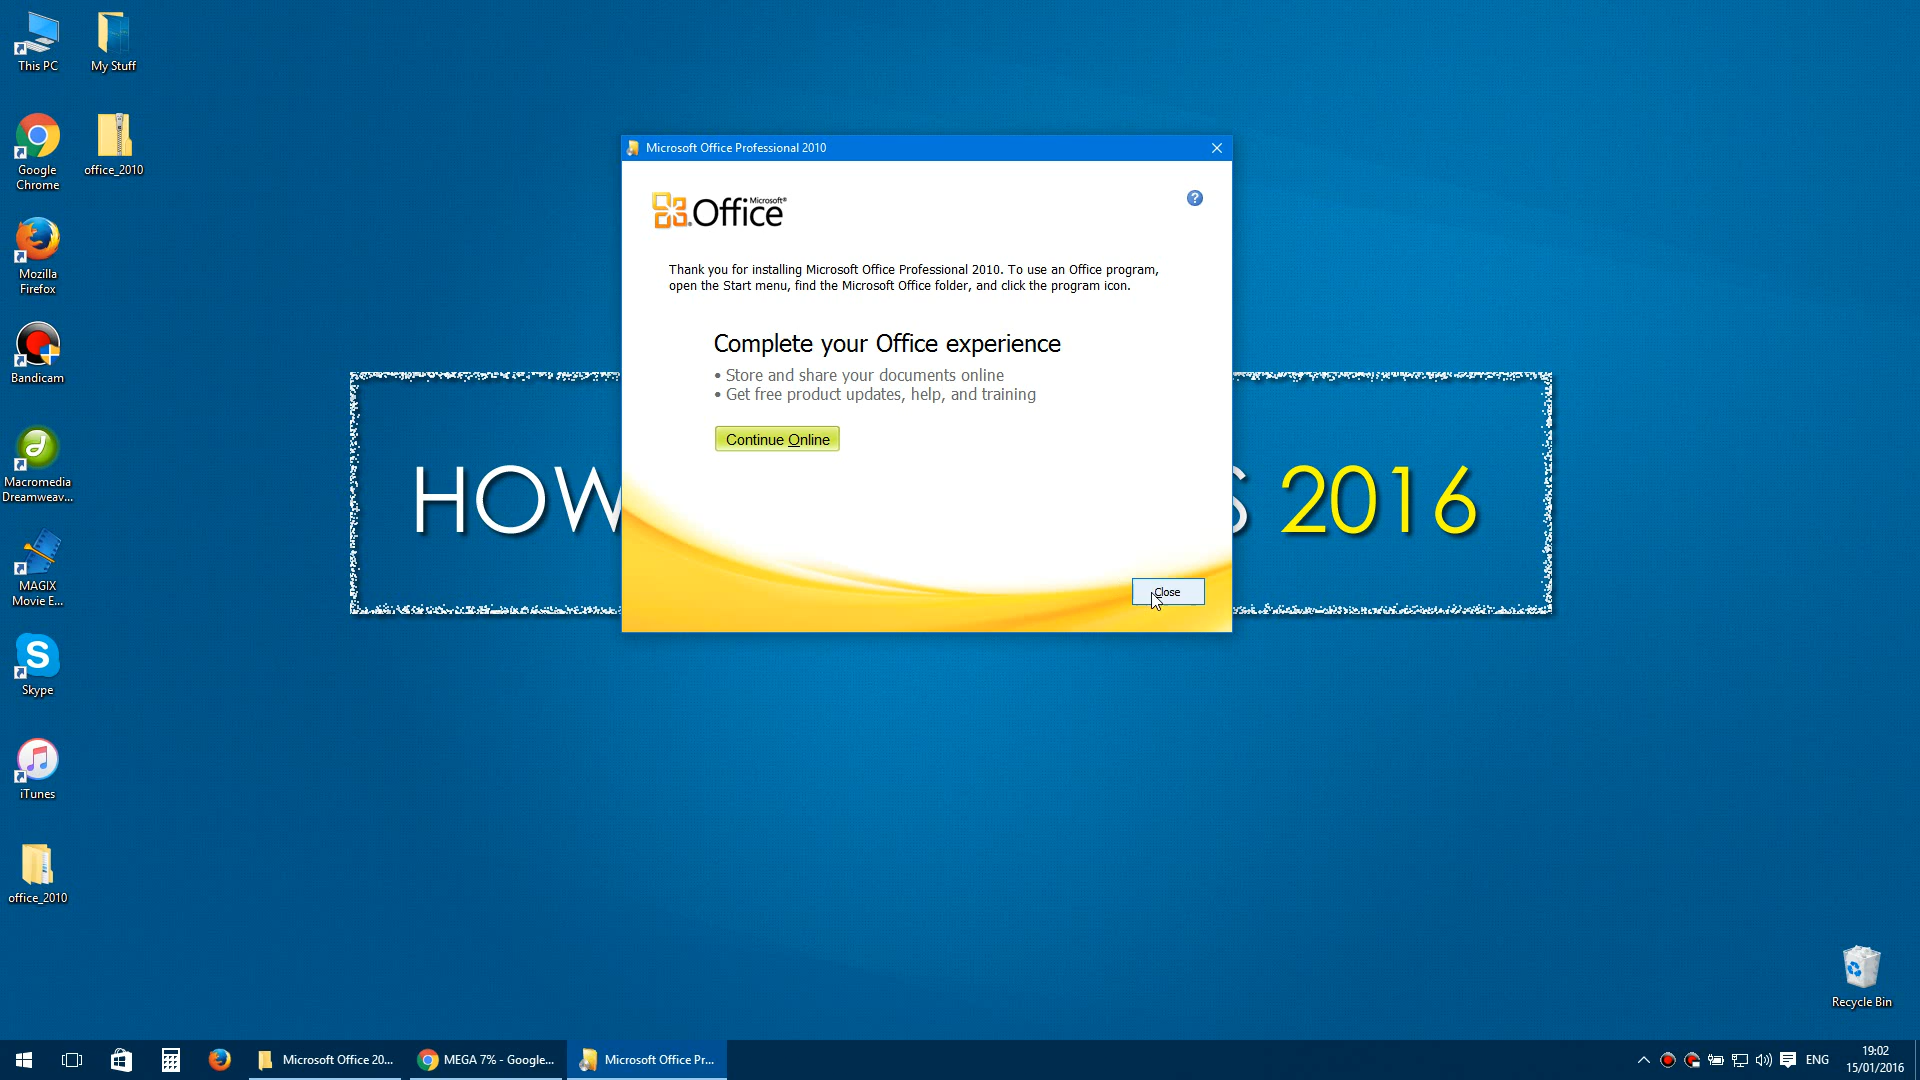 This PC
My Stuff
Google
Chrome
office_2010
Mozilla
Firefox
Bandicam
Macromedia
Dreamweav...
MAGIX
Movie E...
Skype
iTunes
office_2010
Microsoft Office Professional 2010
Microsoft®
Office
Thank you for installing Microsoft Office Professional 2010. To use an Office program,
open the Start menu, find the Microsoft Office folder, and click the program icon.
Complete your Office experience
• Store and share your documents online
• Get free product updates, help, and training
Continue Online
Close
HOW
S 2016
Recycle Bin
Microsoft Office 20...
MEGA 7% - Google...
Microsoft Office Pr...
ENG
19:02
15/01/2016